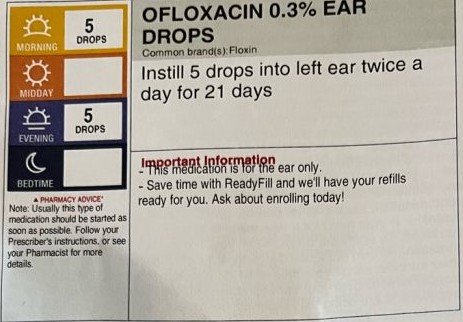 MORNING
5
DROPS
MIDDAY
EVENING
5
DROPS
BEDTIME
▲ PHARMACY ADVICE*
Note: Usually this type of
medication should be started as
soon as possible. Follow your
Prescriber's instructions, or see
your Pharmacist for more
details.
OFLOXACIN 0.3% EAR
DROPS
Common brand(s):Floxin
Instill 5 drops into left ear twice a
day for 21 days
Important Information
- This medication is for the ear only.
- Save time with ReadyFill and we'll have your refills
ready for you. Ask about enrolling today!